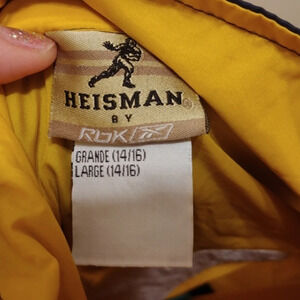 HEISMAN
BY
RBK
GRANDE (14/16)
LARGE (14/16)